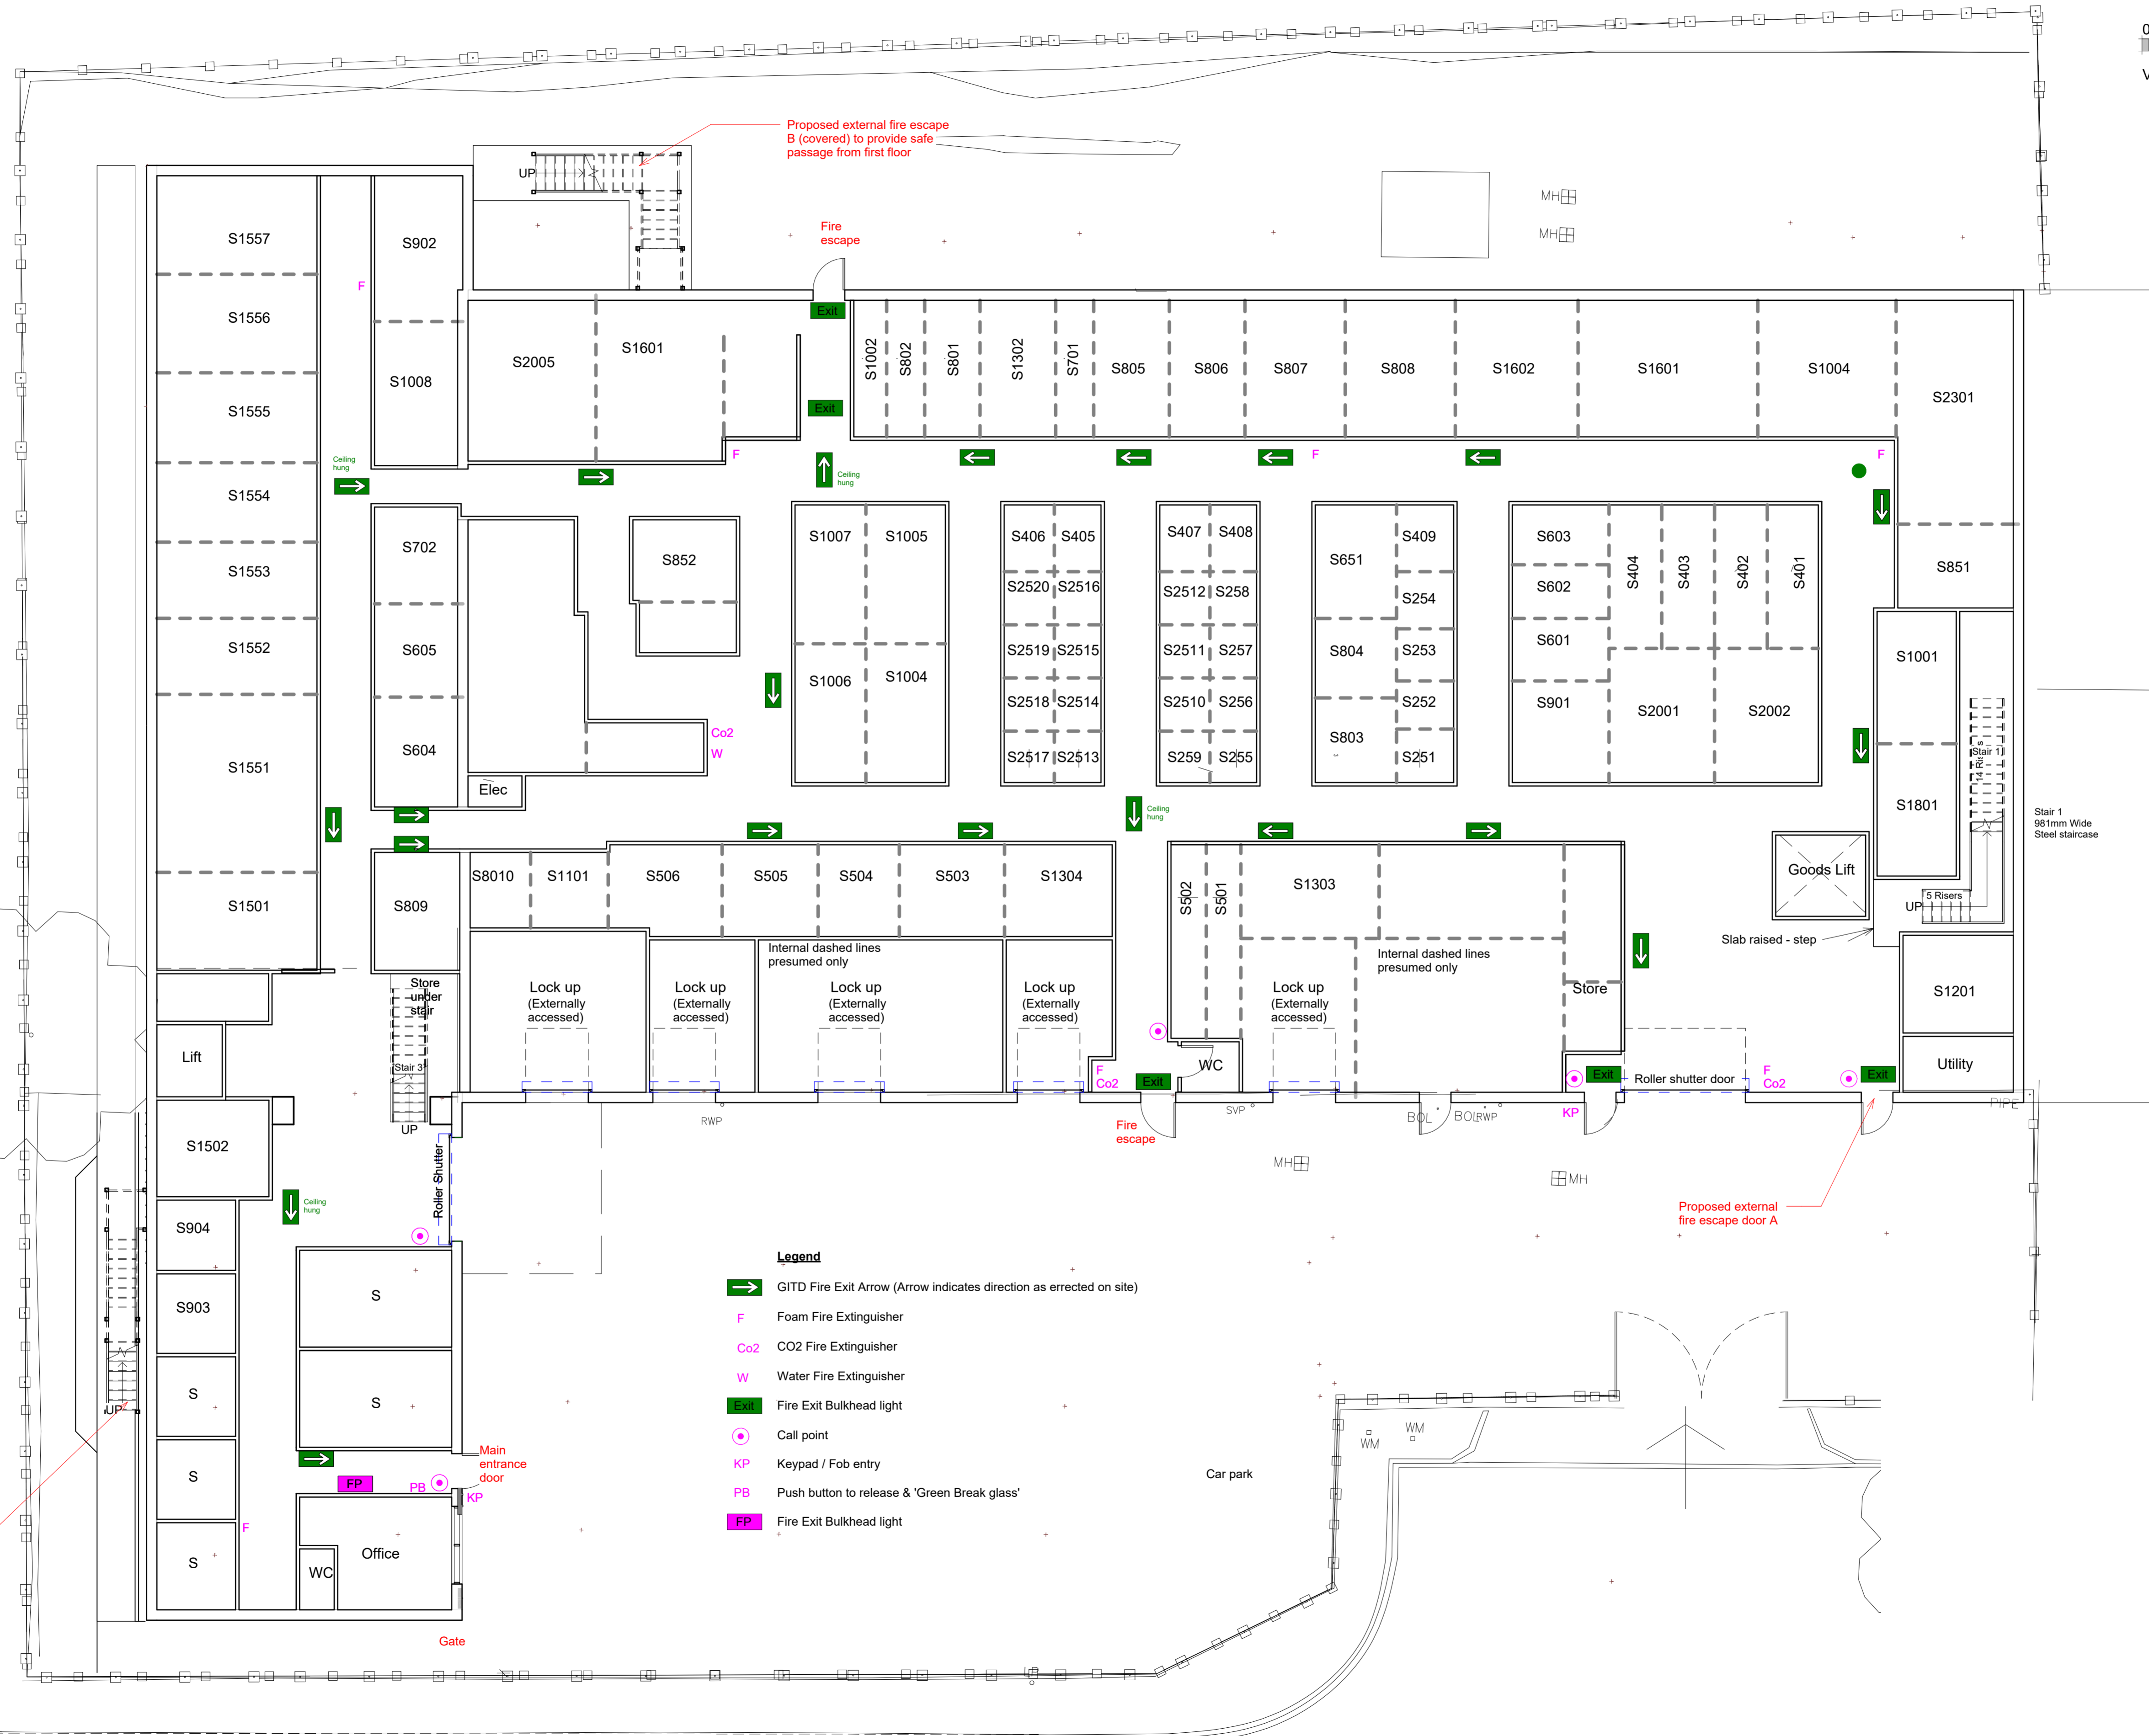 0
V
Proposed external fire escape
B (covered) to provide safe
passage from first floor
UP
Fire
escape
MH
MH
S1557
S902
S1556
F
Exit
S1008
S2005
S1601
S1002
S802
S801
S1302
S701
S805
S806
S807
S808
S1602
S1601
S1004
S2301
S1555
Exit
Ceiling
hung
F
F
F
Ceiling
hung
S1554
S702
S852
S1007
S1005
S406
S405
S407
S408
S651
S409
S603
S404
S403
S402
S401
S1553
S2520
S2516
S2512
S258
S254
S602
S851
S1552
S605
S2519
S2515
S2511
S257
S804
S253
S601
S1001
S1006
S1004
S2518
S2514
S2510
S256
S252
S901
S2001
S2002
S1551
S604
Co2
W
S2517
S2513
S259
S255
S803
S251
Stair 1
14 Ris
s
Elec
S1801
Ceiling
hung
Stair 1
981mm Wide
Steel staircase
S8010
S1101
S506
S505
S504
S503
S1304
S502
S501
S1303
Goods Lift
S1501
S809
5 Risers
UP
Internal dashed lines
presumed only
Internal dashed lines
presumed only
Slab raised - step
Store
under
stair
Lock up
(Externally
accessed)
Lock up
(Externally
accessed)
Lock up
(Externally
accessed)
Lock up
(Externally
accessed)
Lock up
(Externally
accessed)
Store
S1201
Lift
Stair 3
WC
Utility
F
Co2
Exit
Exit
Roller shutter door
F
Co2
Exit
UP
RWP
SVP
BOL
BOL
RWP
KP
PIPE
Fire
escape
S1502
Roller Shutter
MH
MH
Ceiling
hung
S904
Proposed external
fire escape door A
S903
S
S
S
S
S
UP
Main
entrance
door
FP
PB
KP
F
Office
WC
Gate
Legend
GITD Fire Exit Arrow (Arrow indicates direction as errected on site)
F
Foam Fire Extinguisher
Co2
CO2 Fire Extinguisher
W
Water Fire Extinguisher
Exit
Fire Exit Bulkhead light
Call point
KP
Keypad / Fob entry
PB
Push button to release & 'Green Break glass'
FP
Fire Exit Bulkhead light
Car park
WM
WM